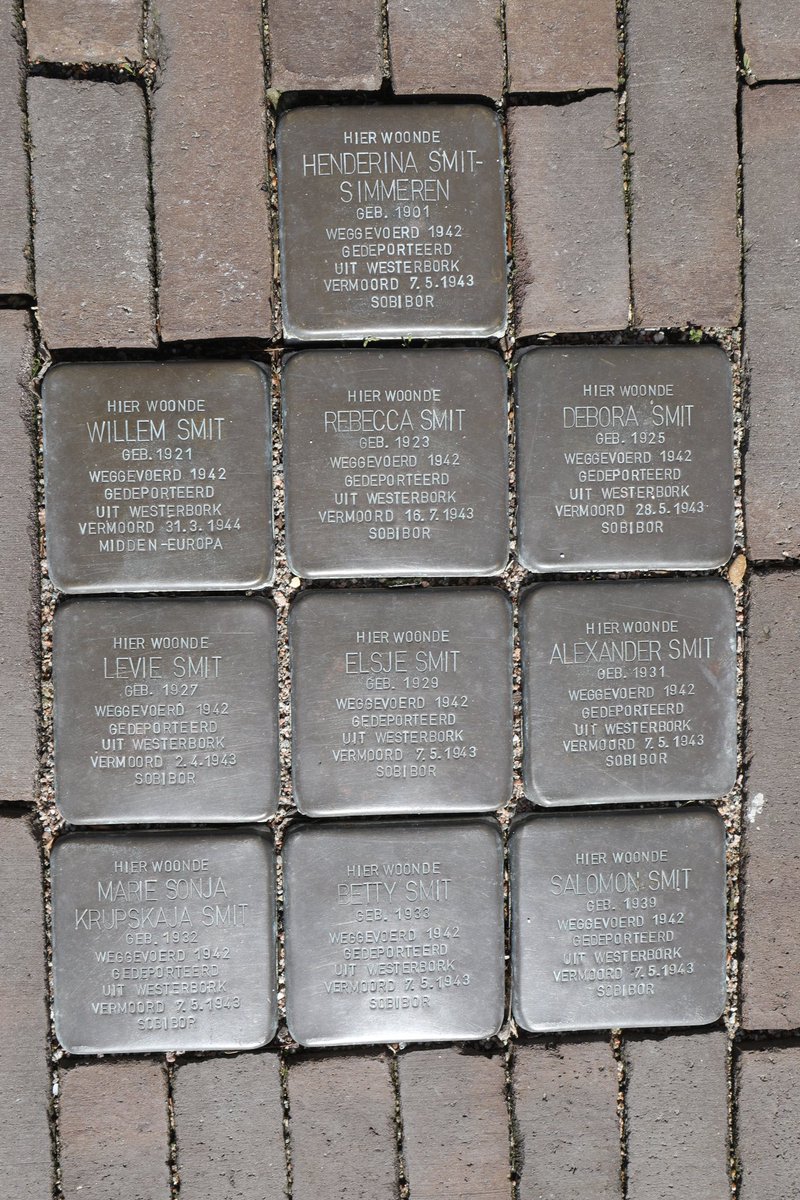 HIER WOONDE
HENDERINA SMIT-
SIMMEREN
GEB. 1901
WEGGEVOERD 1942
GEDEPORTEERD
UIT WESTERBORK
VERMOORD 7.5.1943
SOBIBOR
HIER WOONDE
WILLEM SMIT
GEB. 1921
WEGGEVOERD 1942
GEDEPORTEERD
UIT WESTERBORK
VERMOORD 31.3.1944
MIDDEN-EUROPA
HIER WOONDE
REBECCA SMIT
GEB. 1923
WEGGEVOERD 1942
GEDEPORTEERD
UIT WESTERBORK
VERMOORD 16.7.1943
SOBIBOR
HIER WOONDE
DEBORA SMIT
GEB. 1925
WEGGEVOERD 1942
GEDEPORTEERD
UIT WESTERBORK
VERMOORD 28.5.1943
SOBIBOR
HIER WOONDE
LEVIE SMIT
GEB. 1927
WEGGEVOERD 1942
GEDEPORTEERD
UIT WESTERBORK
VERMOORD 2.4.1943
SOBIBOR
HIER WOONDE
ELSJE SMIT
GEB. 1929
WEGGEVOERD 1942
GEDEPORTEERD
UIT WESTERBORK
VERMOORD 7.5.1943
SOBIBOR
HIER WOONDE
ALEXANDER SMIT
GEB. 1931
WEGGEVOERD 1942
GEDEPORTEERD
UIT WESTERBORK
VERMOORD 7.5.1943
SOBIBOR
HIER WOONDE
MARIE SONJA
KRUPSKAJA SMIT
GEB. 1932
WEGGEVOERD 1942
GEDEPORTEERD
UIT WESTERBORK
VERMOORD 7.5.1943
SOBIBOR
HIER WOONDE
BETTY SMIT
GEB. 1933
WEGGEVOERD 1942
GEDEPORTEERD
UIT WESTERBORK
VERMOORD 7.5.1943
SOBIBOR
HIER WOONDE
SALOMON SMIT
GEB. 1939
WEGGEVOERD 1942
GEDEPORTEERD
UIT WESTERBORK
VERMOORD 7.5.1943
SOBIBOR